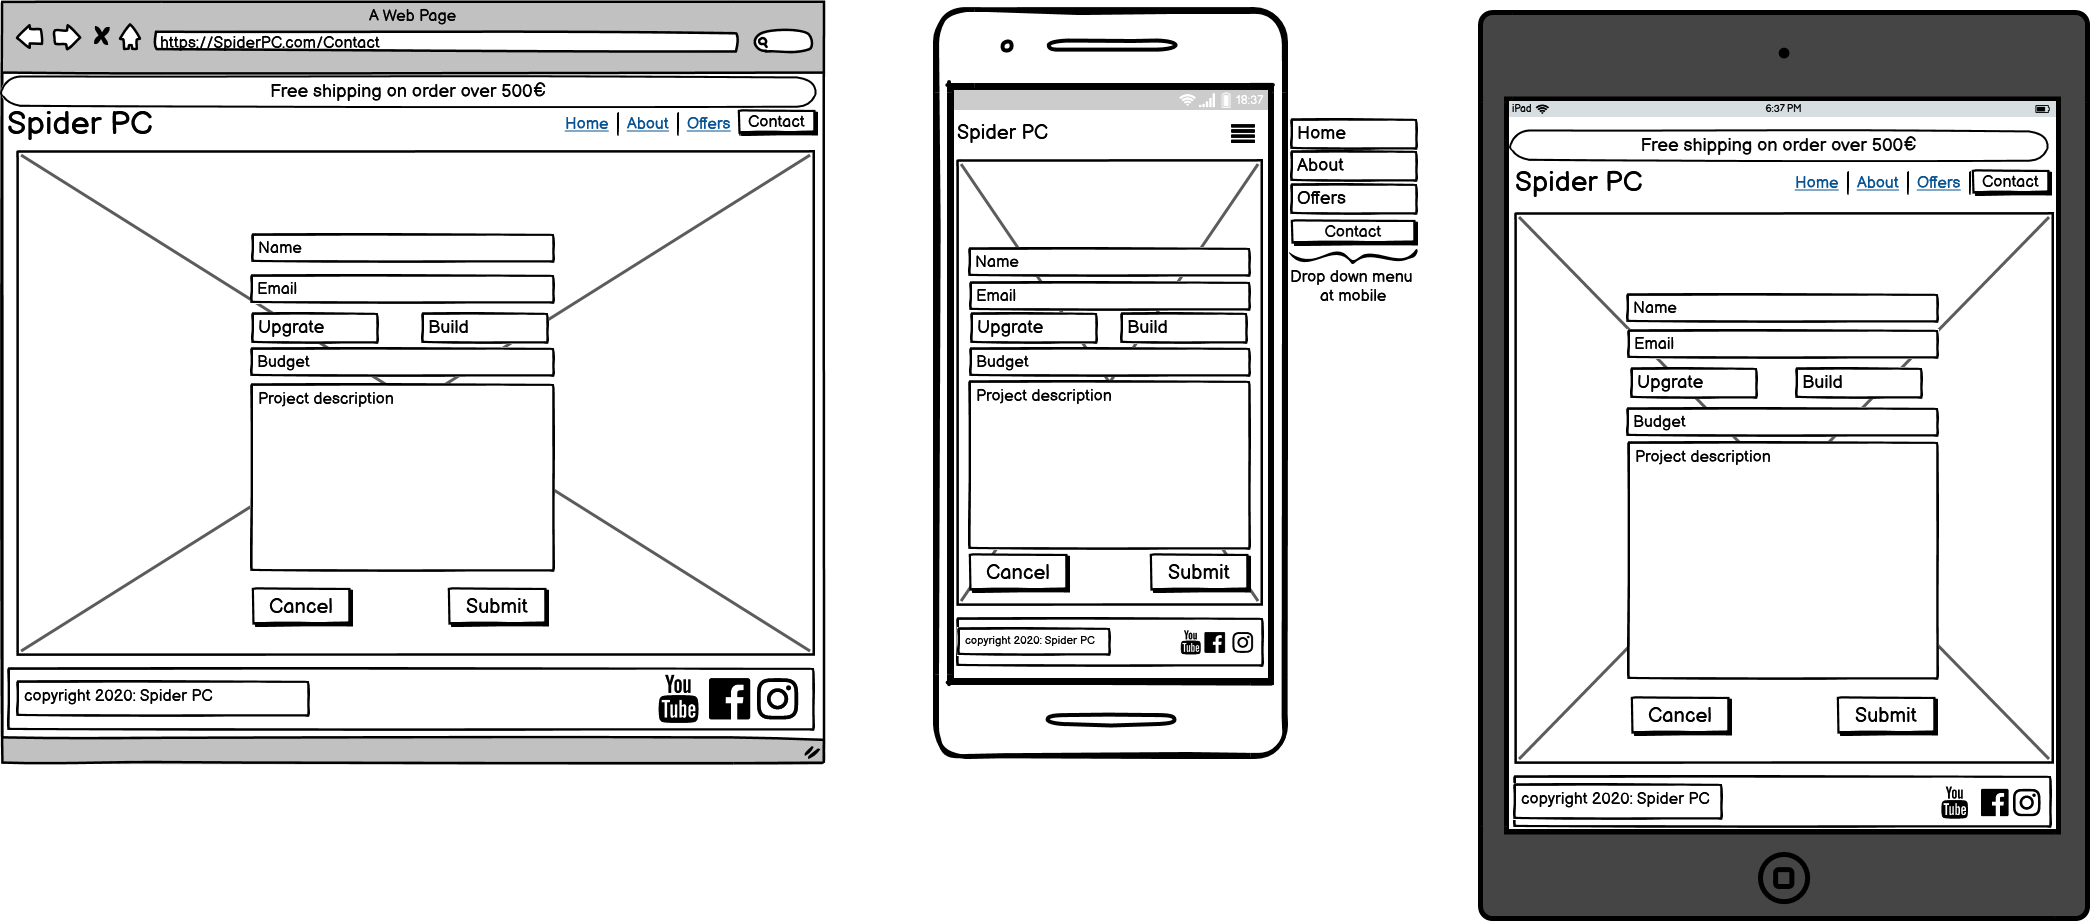 A Web Page
https://SpiderPC.com/Contact
Free shipping on order over 500€
Spider PC
Home
About
Offers
Contact
Name
Email
Upgrate
Build
Budget
Project description
Cancel
Submit
copyright 2020: Spider PC
You
Tube
18:37
Spider PC
Name
Email
Upgrate
Build
Budget
Project description
Cancel
Submit
copyright 2020: Spider PC
You
Tube
Home
About
Offers
Contact
Drop down menu
at mobile
iPad
6:37 PM
Free shipping on order over 500€
Spider PC
Home
About
Offers
Contact
Name
Email
Upgrate
Build
Budget
Project description
Cancel
Submit
copyright 2020: Spider PC
You
Tube